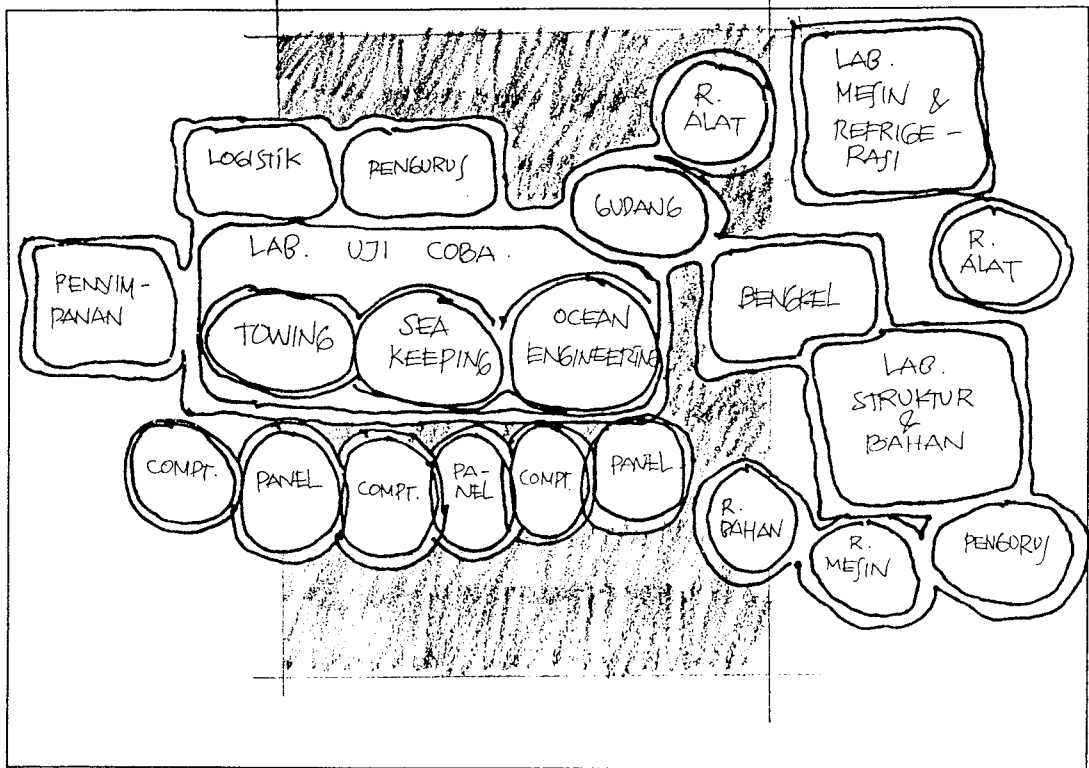 LAB.
MESIN &
REFRIGE-
RASI
R.
ALAT
LOGISTIK
PENGURUS
GUDANG
R.
ALAT
LAB. UJI COBA.
PENYIM-
PANAN
BENGKEL
TOWING
SEA
KEEPING
OCEAN
ENGINEERING
LAB.
STRUKTUR
&
BAHAN
COMPT.
PANEL
COMPT.
PA-
NEL
COMPT.
PANEL
R.
BAHAN
R.
MESIN
PENGURUS